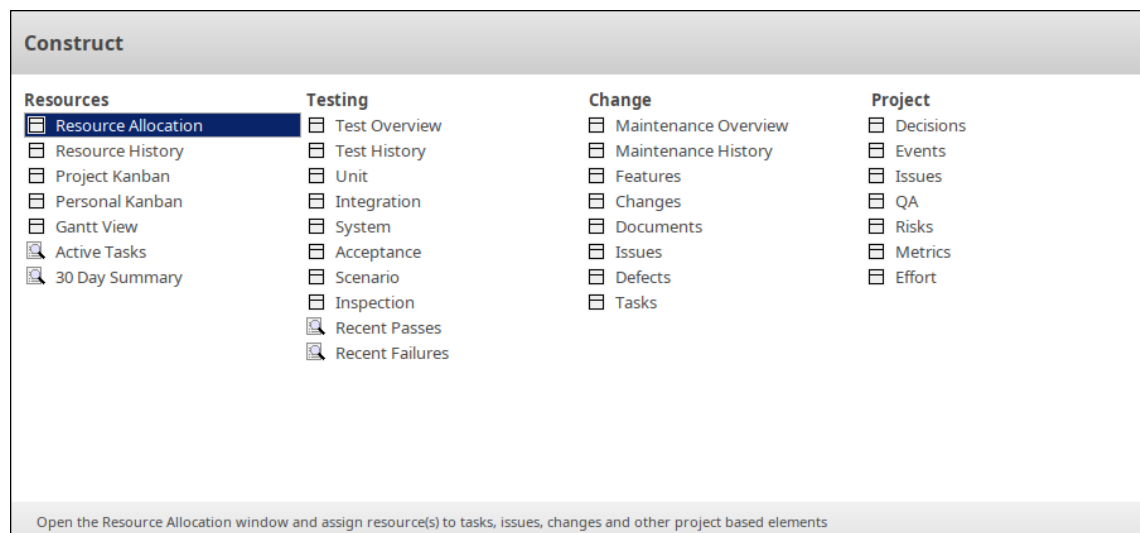 Construct
Resources
Resource Allocation
Resource History
Project Kanban
Personal Kanban
Gantt View
Active Tasks
30 Day Summary
Testing
Test Overview
Test History
Unit
Integration
System
Acceptance
Scenario
Inspection
Recent Passes
Recent Failures
Change
Maintenance Overview
Maintenance History
Features
Changes
Documents
Issues
Defects
Tasks
Project
Decisions
Events
Issues
QA
Risks
Metrics
Effort
Open the Resource Allocation window and assign resource(s) to tasks, issues, changes and other project based elements